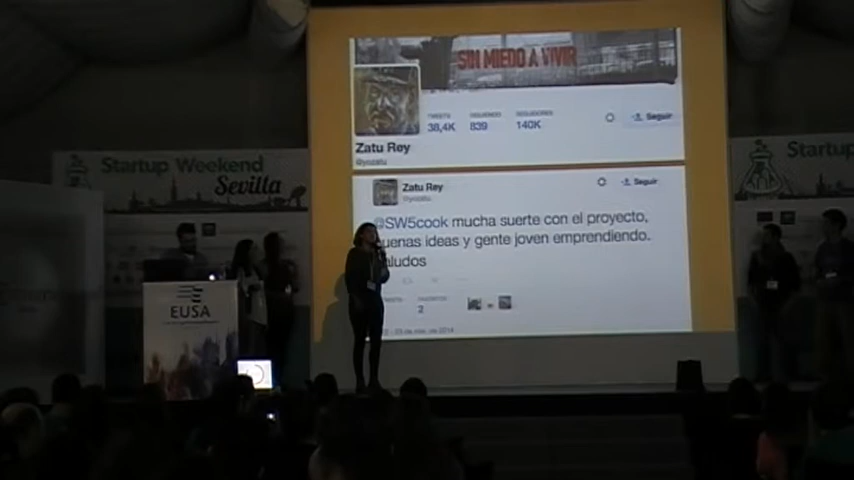 SIN MIEDO A VIVIR
TWEETS SIGUIENDO SEGUIDORES
38,4K 839 140K
Seguir
Zatu Rey
@yozatu
Startup Weekend
Sevilla
Startup
Zatu Rey
@yozatu
Seguir
@SW5cook mucha suerte con el proyecto,
uenas ideas y gente joven emprendiendo.
aludos
FAVORITOS
2
EUSA